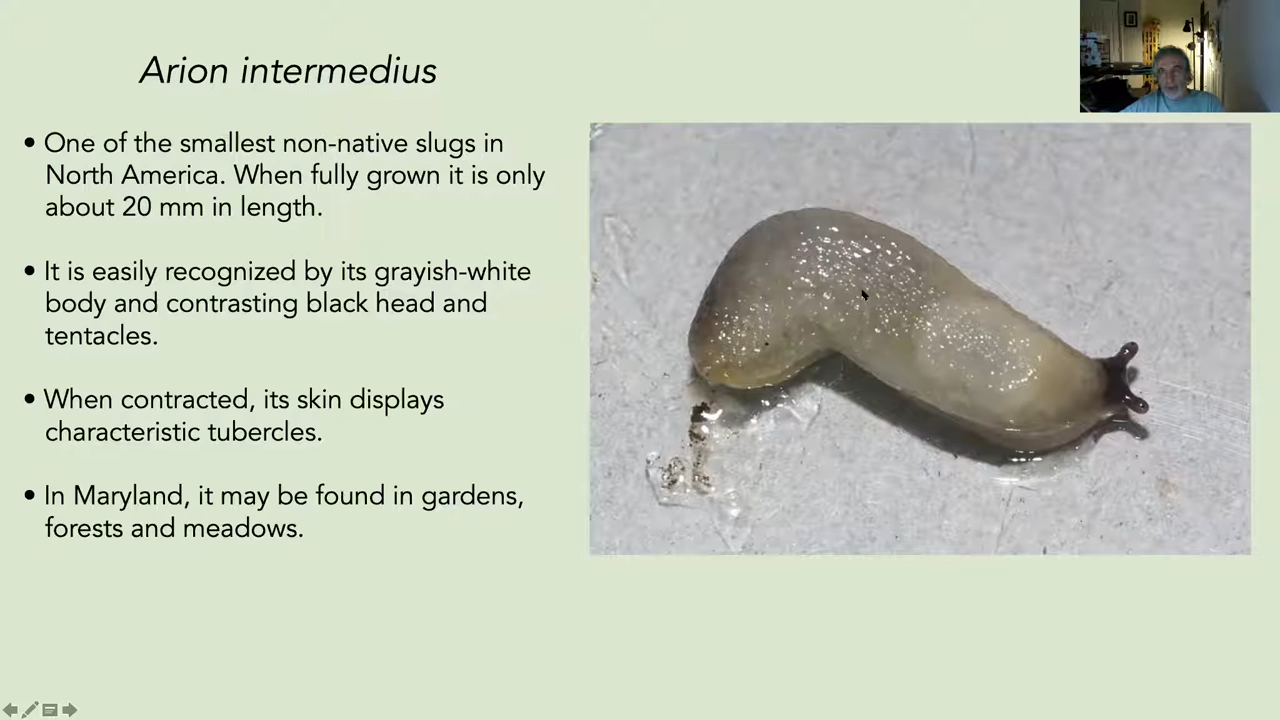 Arion intermedius
• One of the smallest non-native slugs in
North America. When fully grown it is only
about 20 mm in length.
• It is easily recognized by its grayish-white
body and contrasting black head and
tentacles.
• When contracted, its skin displays
characteristic tubercles.
• In Maryland, it may be found in gardens,
forests and meadows.